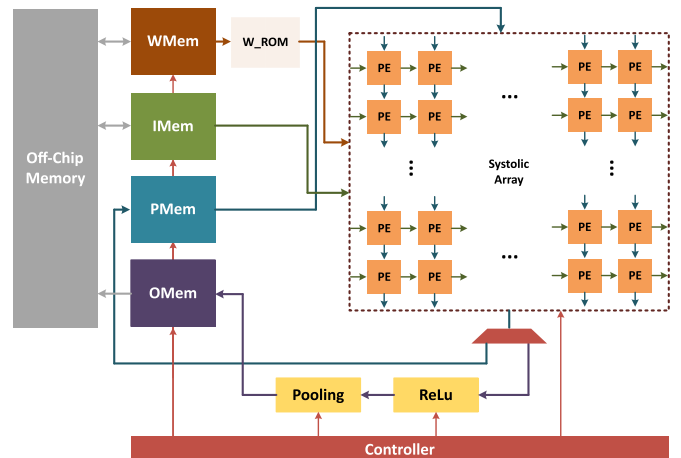 WMem
W_ROM
PE
PE
PE
PE
IMem
PE
PE
...
PE
PE
Off-Chip
Memory
Systolic
Array
PMem
PE
PE
PE
PE
OMem
PE
PE
...
PE
PE
Pooling
ReLu
Controller